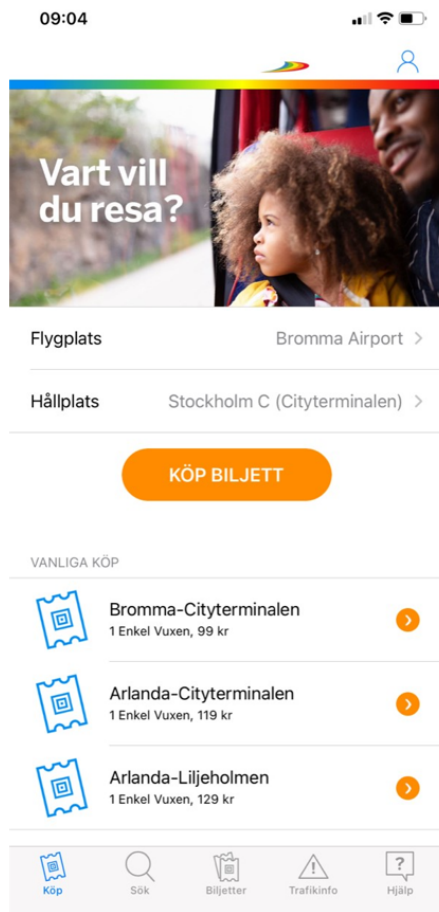 09:04
Vart vill
du resa?
Flygplats Bromma Airport
Hållplats Stockholm C (Cityterminalen)
KÖP BILJETT
VANLIGA KÖP
Bromma-Cityterminalen
1 Enkel Vuxen, 99 kr
Arlanda-Cityterminalen
1 Enkel Vuxen, 119 kr
Arlanda-Liljeholmen
1 Enkel Vuxen, 129 kr
Köp Sök Biljetter Trafikinfo Hjälp